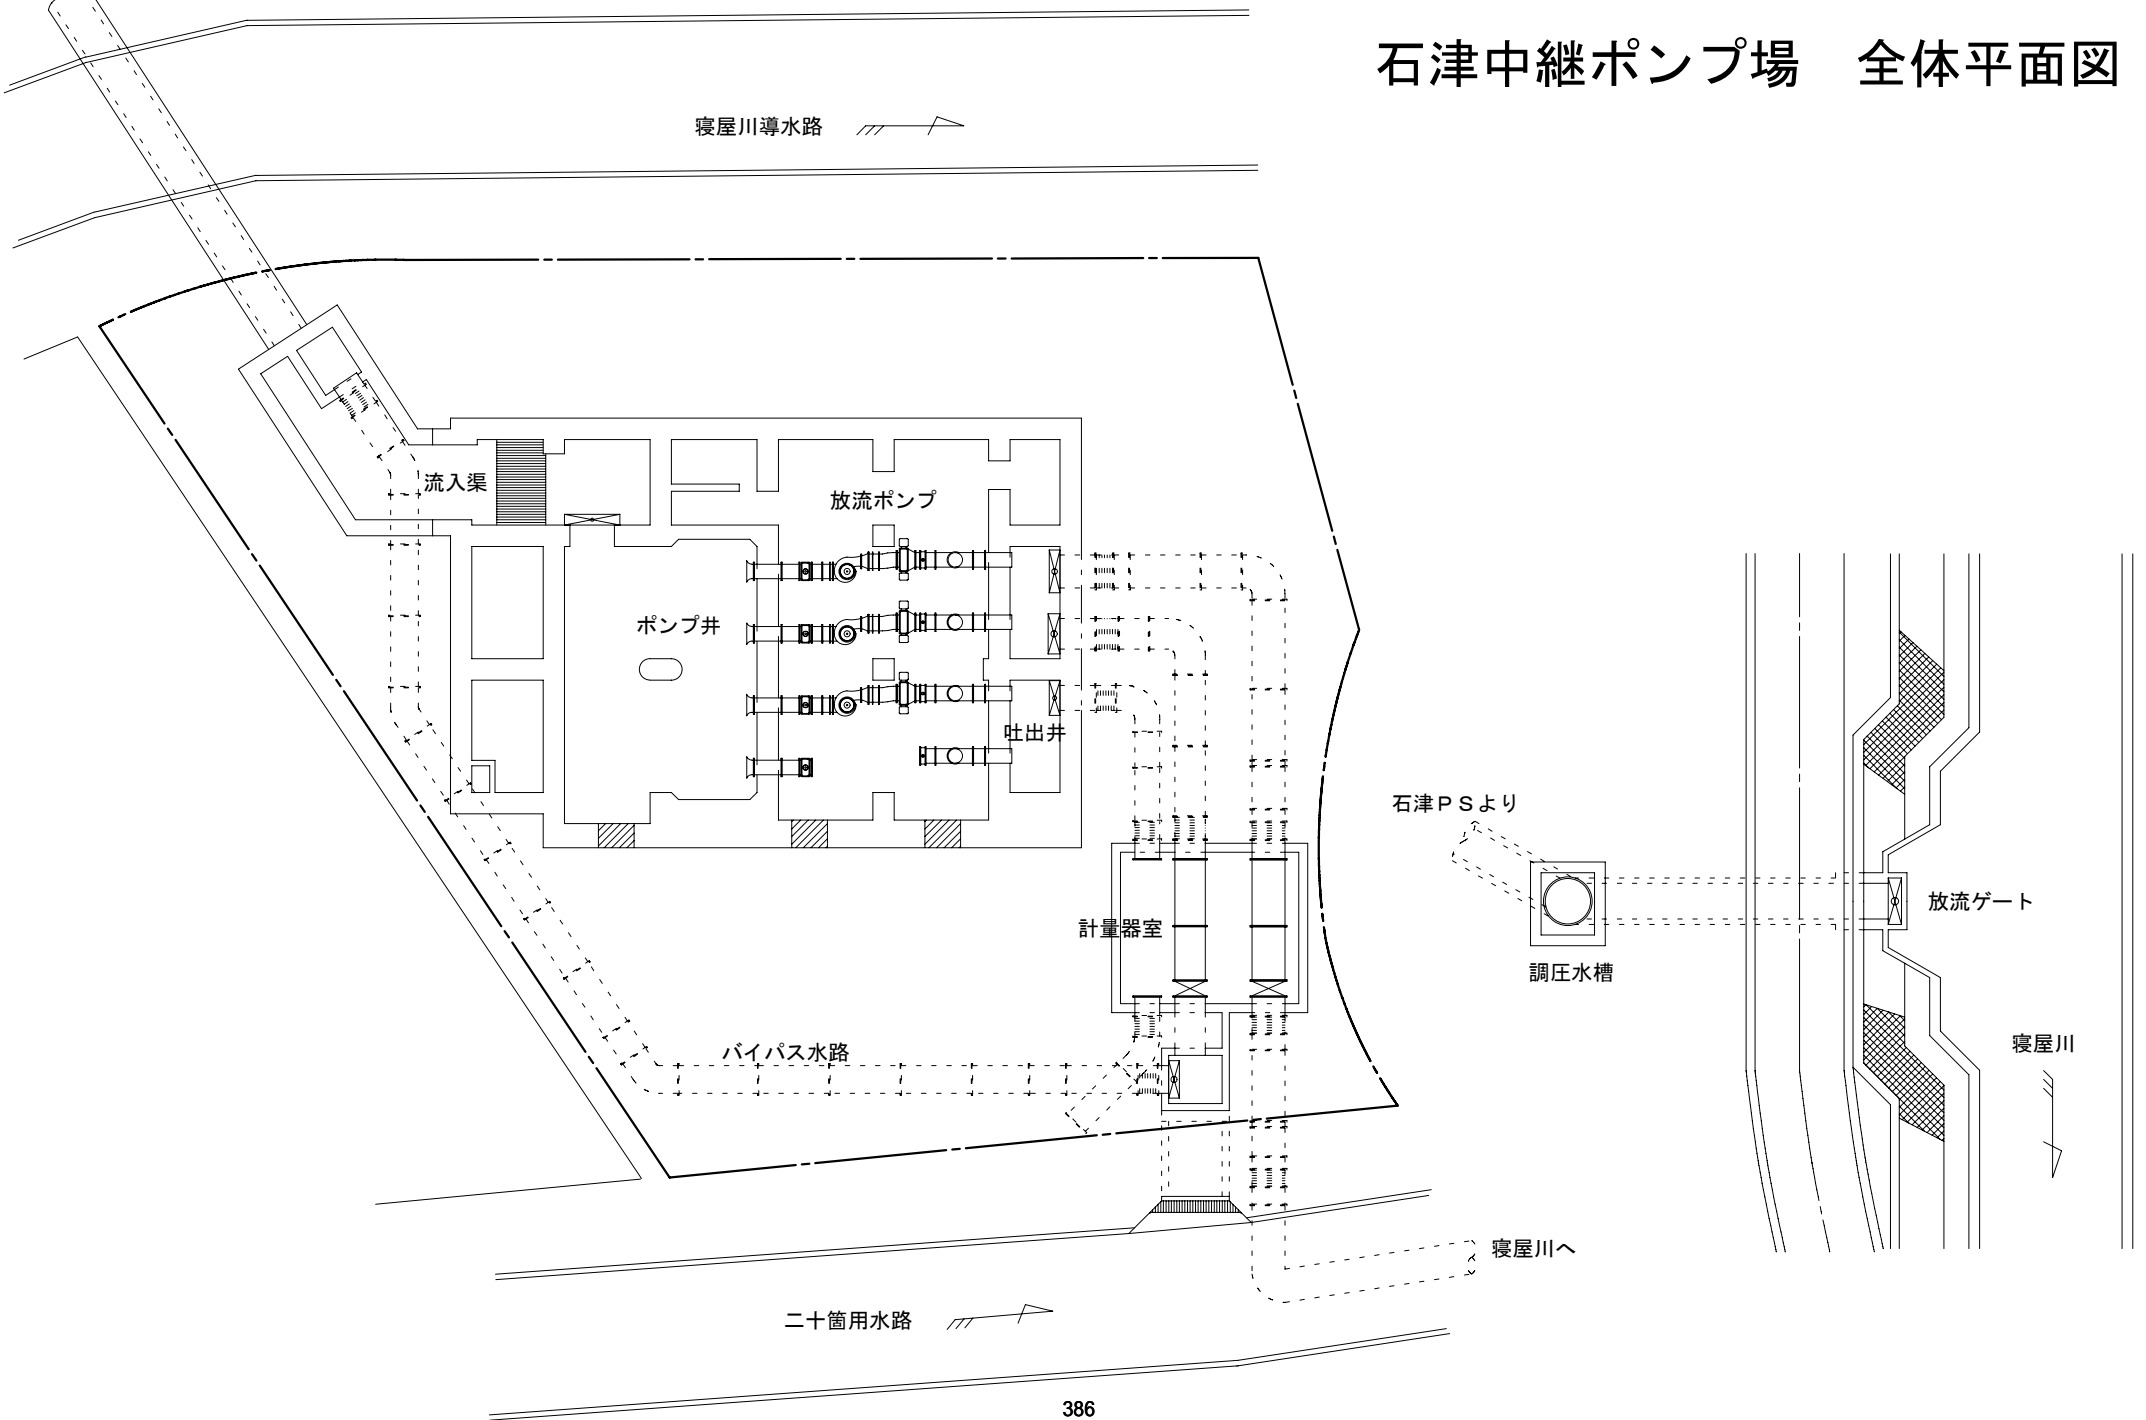 石津中継ポンプ場　全体平面図
寝屋川導水路
流入渠
放流ポンプ
ポンプ井
吐出井
石津ＰＳより
計量器室
放流ゲート
調圧水槽
寝屋川
バイパス水路
寝屋川へ
二十箇用水路
386